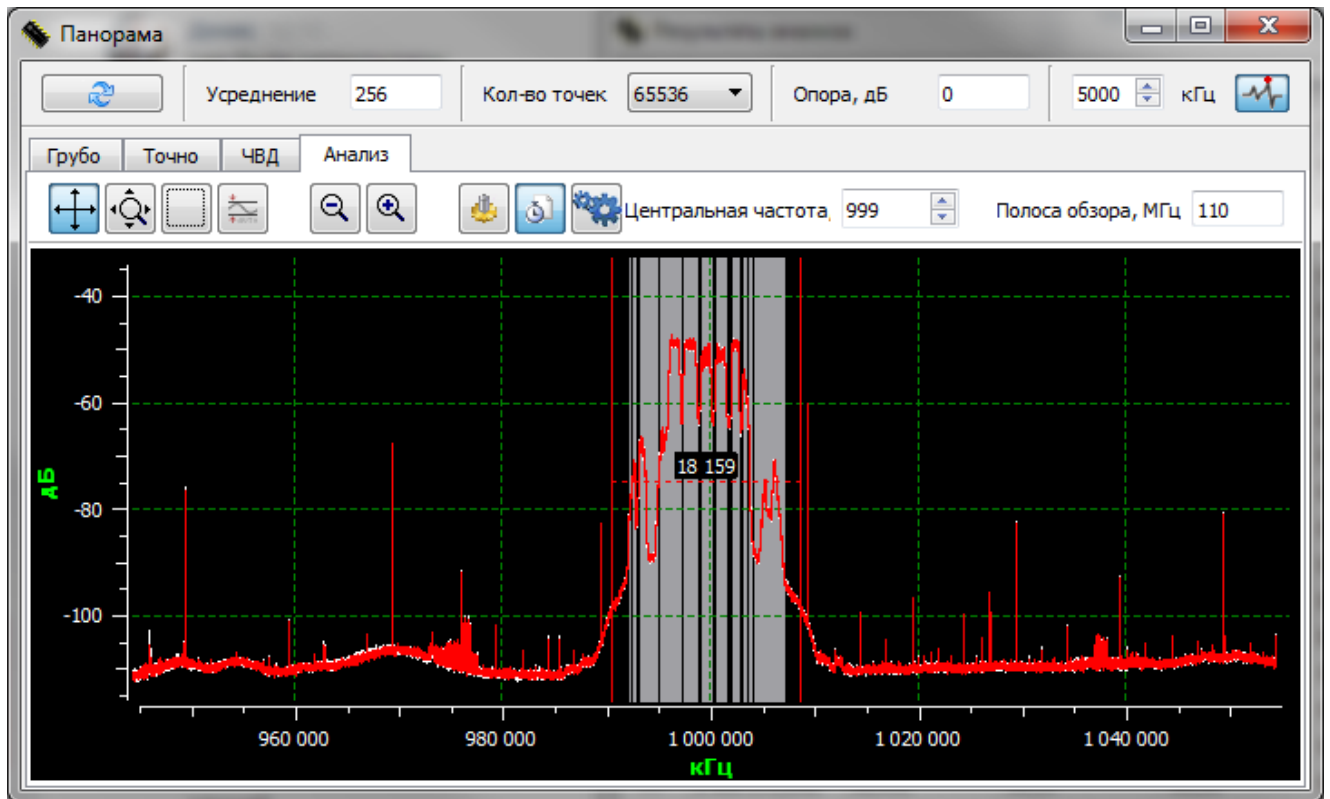 Панорама
Усреднение 256 Кол-во точек 65536 Опора, дБ 0 5000 кГц
Грубо Точно ЧВД Анализ
Центральная частота, 999 Полоса обзора, МГц 110
-40
-60
18 159
дБ
-80
-100
960 000 980 000 1 000 000 1 020 000 1 040 000
кГц